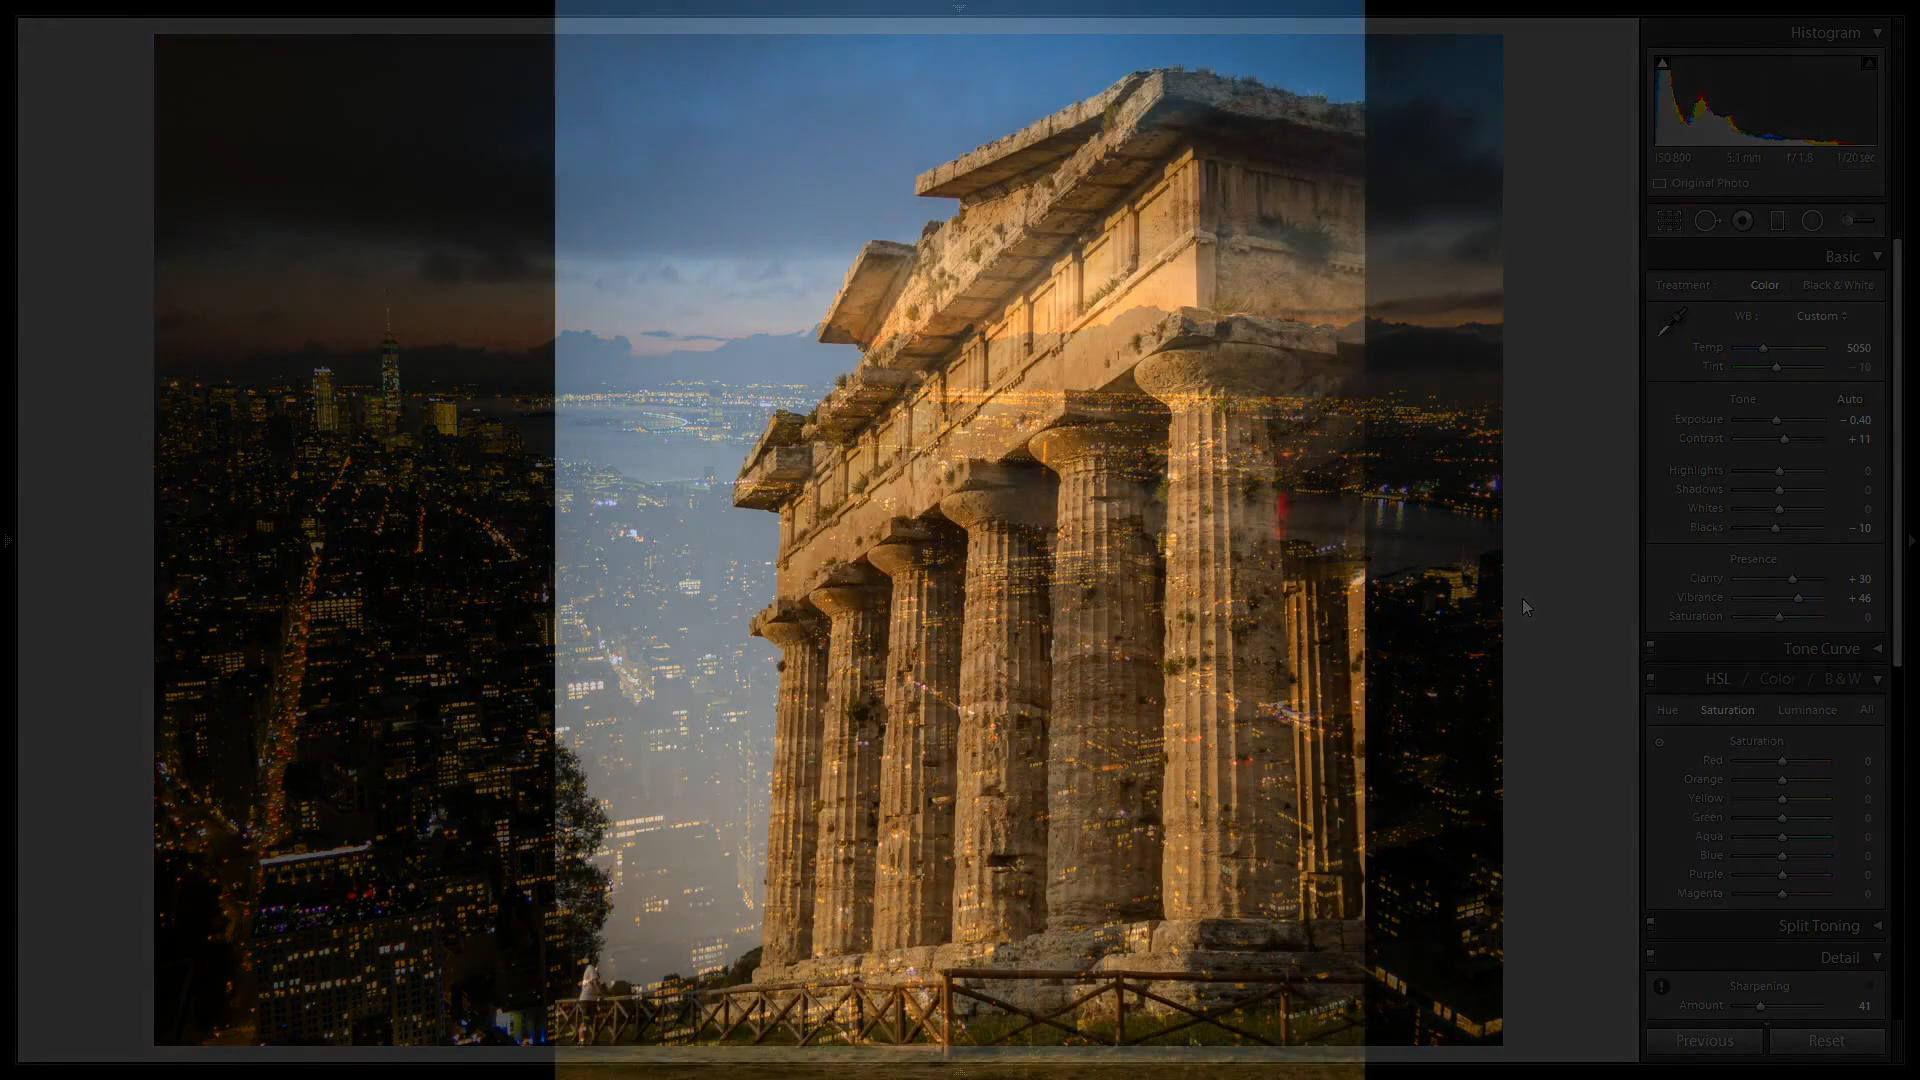 Histogram
ISO 800 5.1 mm f / 1.8 1/20 sec
Original Photo
Basic
Treatment : Color Black & White
WB : Custom
Temp 5050
Tint – 10
Tone Auto
Exposure – 0.40
Contrast + 11
Highlights 0
Shadows 0
Whites 0
Blacks – 10
Presence
Clarity + 30
Vibrance + 46
Saturation 0
Tone Curve
HSL / Color / B & W
Hue Saturation Luminance All
Saturation
Red 0
Orange 0
Yellow 0
Green 0
Aqua 0
Blue 0
Purple 0
Magenta 0
Split Toning
Detail
Sharpening
Amount 41
Previous Reset